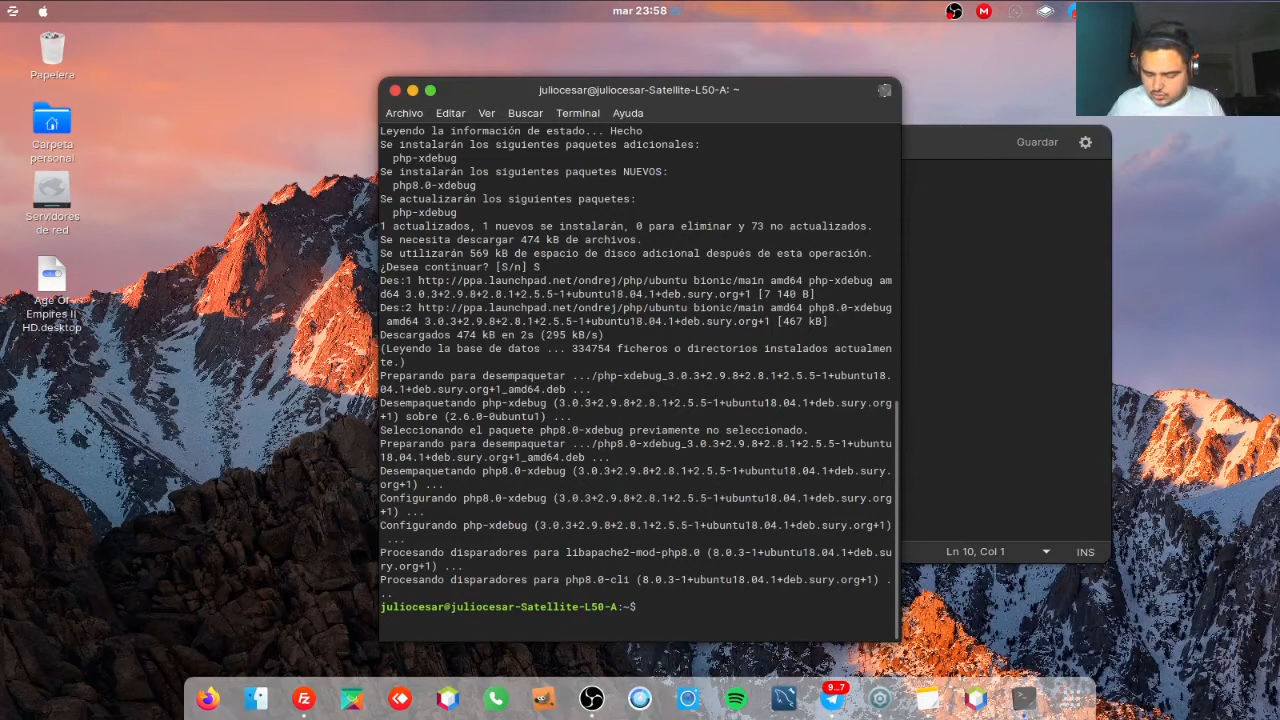 mar 23:58
Papelera
Carpeta
personal
Servidores
de red
Age Of
Empires II
HD.desktop
juliocesar@juliocesar-Satellite-L50-A: ~
Archivo Editar Ver Buscar Terminal Ayuda
Leyendo la información de estado... Hecho
Se instalarán los siguientes paquetes adicionales:
php-xdebug
Se instalarán los siguientes paquetes NUEVOS:
php8.0-xdebug
Se actualizarán los siguientes paquetes:
php-xdebug
1 actualizados, 1 nuevos se instalarán, 0 para eliminar y 73 no actualizados.
Se necesita descargar 474 kB de archivos.
Se utilizarán 569 kB de espacio de disco adicional después de esta operación.
¿Desea continuar? [S/n] S
Des:1 http://ppa.launchpad.net/ondrej/php/ubuntu bionic/main amd64 php-xdebug am
d64 3.0.3+2.9.8+2.8.1+2.5.5-1+ubuntu18.04.1+deb.sury.org+1 [7 140 B]
Des:2 http://ppa.launchpad.net/ondrej/php/ubuntu bionic/main amd64 php8.0-xdebug
amd64 3.0.3+2.9.8+2.8.1+2.5.5-1+ubuntu18.04.1+deb.sury.org+1 [467 kB]
Descargados 474 kB en 2s (295 kB/s)
(Leyendo la base de datos ... 334754 ficheros o directorios instalados actualmen
te.)
Preparando para desempaquetar .../php-xdebug_3.0.3+2.9.8+2.8.1+2.5.5-1+ubuntu18.
04.1+deb.sury.org+1_amd64.deb ...
Desempaquetando php-xdebug (3.0.3+2.9.8+2.8.1+2.5.5-1+ubuntu18.04.1+deb.sury.org
+1) sobre (2.6.0-0ubuntu1) ...
Seleccionando el paquete php8.0-xdebug previamente no seleccionado.
Preparando para desempaquetar .../php8.0-xdebug_3.0.3+2.9.8+2.8.1+2.5.5-1+ubuntu
18.04.1+deb.sury.org+1_amd64.deb ...
Desempaquetando php8.0-xdebug (3.0.3+2.9.8+2.8.1+2.5.5-1+ubuntu18.04.1+deb.sury.
org+1) ...
Configurando php8.0-xdebug (3.0.3+2.9.8+2.8.1+2.5.5-1+ubuntu18.04.1+deb.sury.org
+1) ...
Configurando php-xdebug (3.0.3+2.9.8+2.8.1+2.5.5-1+ubuntu18.04.1+deb.sury.org+1)
...
Procesando disparadores para libapache2-mod-php8.0 (8.0.3-1+ubuntu18.04.1+deb.su
ry.org+1) ...
Procesando disparadores para php8.0-cli (8.0.3-1+ubuntu18.04.1+deb.sury.org+1) .
..
juliocesar@juliocesar-Satellite-L50-A:~$
Guardar
Ln 10, Col 1
INS
9...7